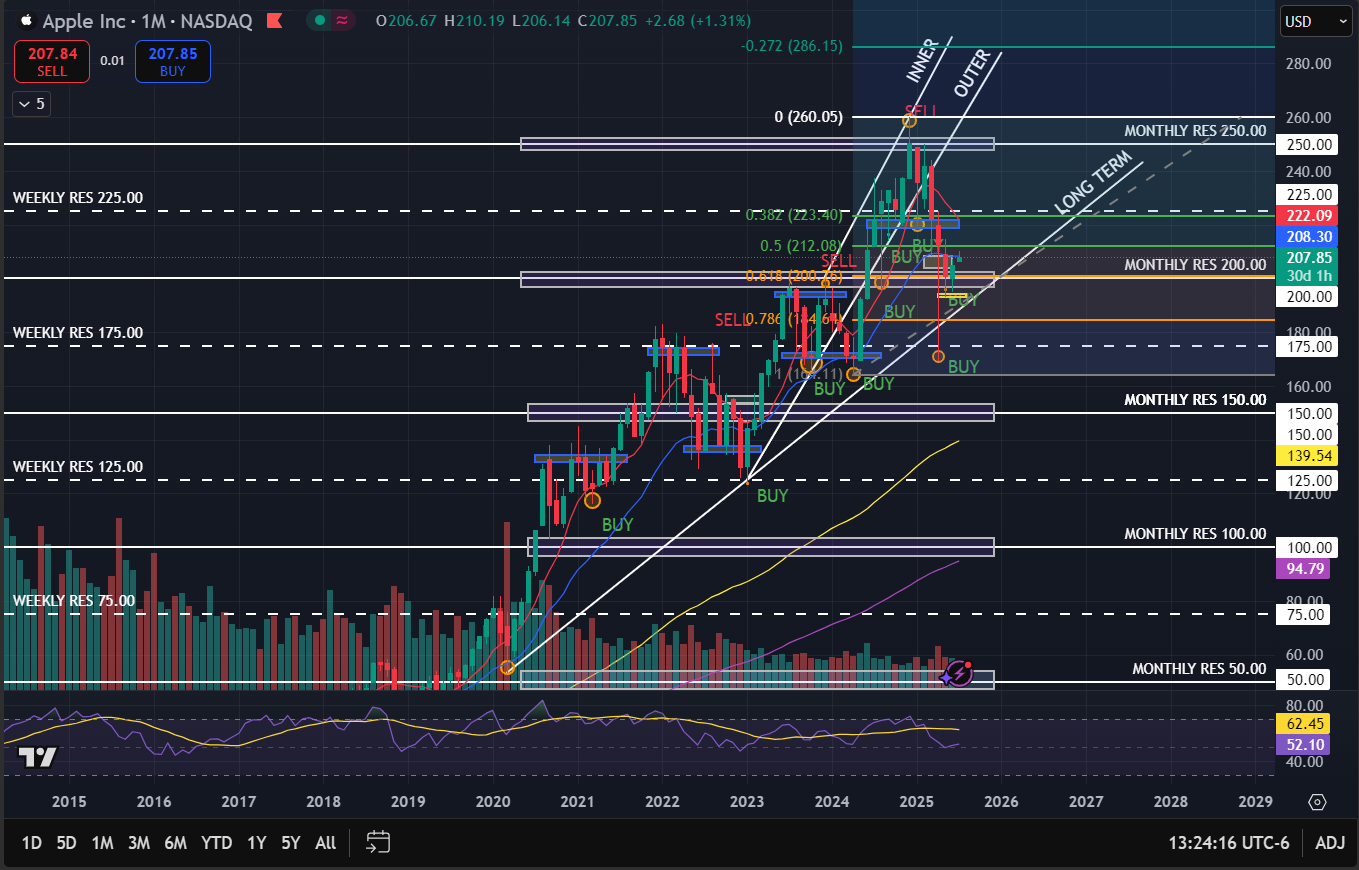 Apple Inc · 1M · NASDAQ
O206.67 H210.19 L206.14 C207.85 +2.68 (+1.31%)
USD
207.84
SELL
0.01
207.85
BUY
5
-0.272 (286.15)
INNER
OUTER
280.00
SELL
0 (260.05)
260.00
MONTHLY RES 250.00
250.00
240.00
LONG TERM
WEEKLY RES 225.00
225.00
0.382 (223.40)
222.09
208.30
0.5 (212.08)
BUY
BUY
SELL
207.85
30d 1h
MONTHLY RES 200.00
0.618 (200.76)
200.00
BUY
BUY
SELL
0.786 (184.64)
WEEKLY RES 175.00
180.00
175.00
BUY
BUY
BUY
160.00
MONTHLY RES 150.00
150.00
150.00
139.54
WEEKLY RES 125.00
125.00
120.00
BUY
BUY
MONTHLY RES 100.00
100.00
94.79
WEEKLY RES 75.00
80.00
75.00
60.00
MONTHLY RES 50.00
50.00
80.00
62.45
52.10
40.00
2015 2016 2017 2018 2019 2020 2021 2022 2023 2024 2025 2026 2027 2028 2029
1D 5D 1M 3M 6M YTD 1Y 5Y All
13:24:16 UTC-6
ADJ